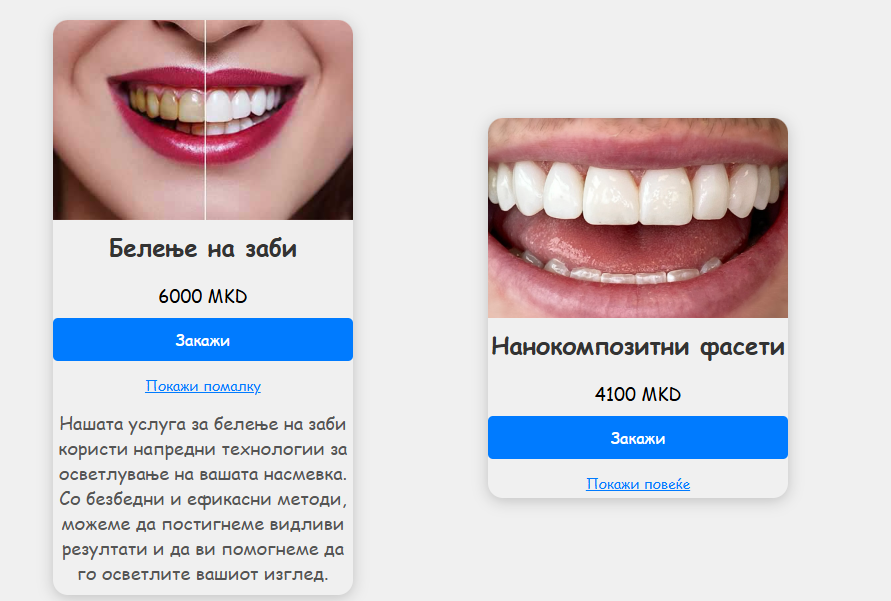 Белење на заби
6000 MKD
Закажи
Покажи помалку
Нашата услуга за белење на заби
користи напредни технологии за
осветлување на вашата насмевка.
Со безбедни и ефикасни методи,
можеме да постигнеме видливи
резултати и да ви помогнеме да
го осветлите вашиот изглед.
Нанокомпозитни фасети
4100 MKD
Закажи
Покажи повеќе